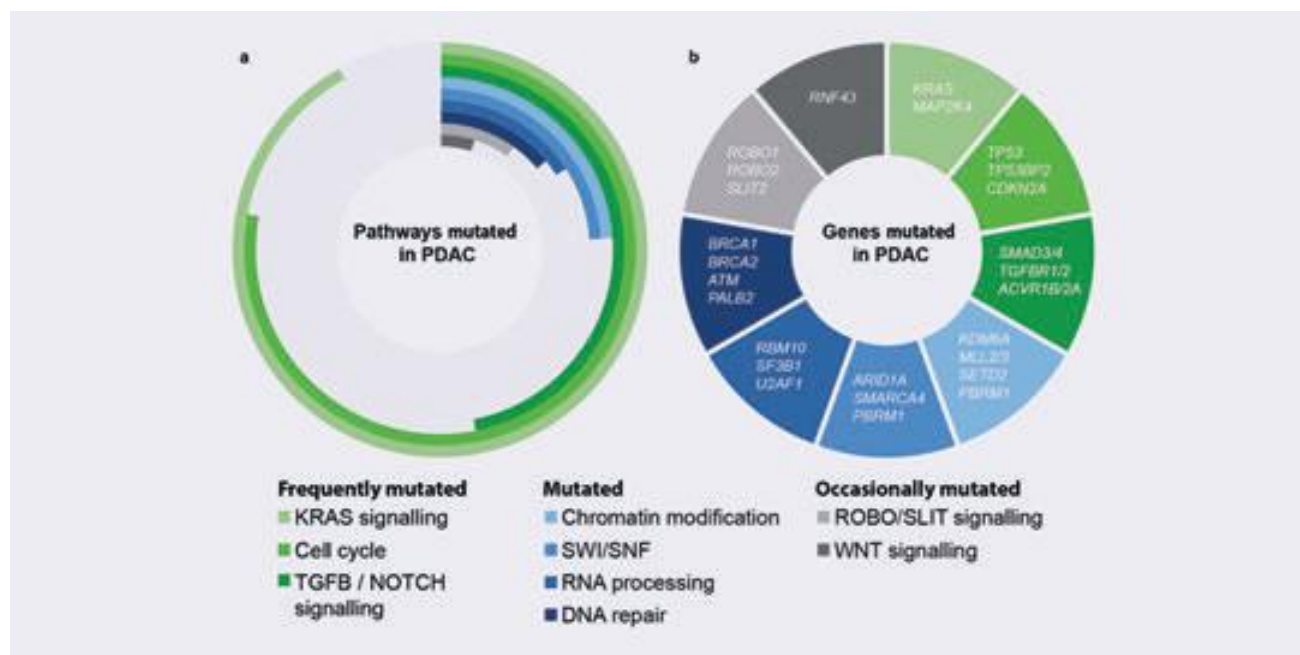 a
Pathways mutated
in PDAC
b
RNF43
KRAS
MAP2K4
TP53
TP53BP2
CDKN2A
SMAD3/4
TGFBR1/2
ACVR1B/2A
KDM6A
MLL2/3
SETD2
PBRM1
ARID1A
SMARCA4
PBRM1
RBM10
SF3B1
U2AF1
BRCA1
BRCA2
ATM
PALB2
ROBO1
ROBO2
SLIT2
Genes mutated
in PDAC
Frequently mutated
KRAS signalling
Cell cycle
TGFB / NOTCH
signalling
Mutated
Chromatin modification
SWI/SNF
RNA processing
DNA repair
Occasionally mutated
ROBO/SLIT signalling
WNT signalling